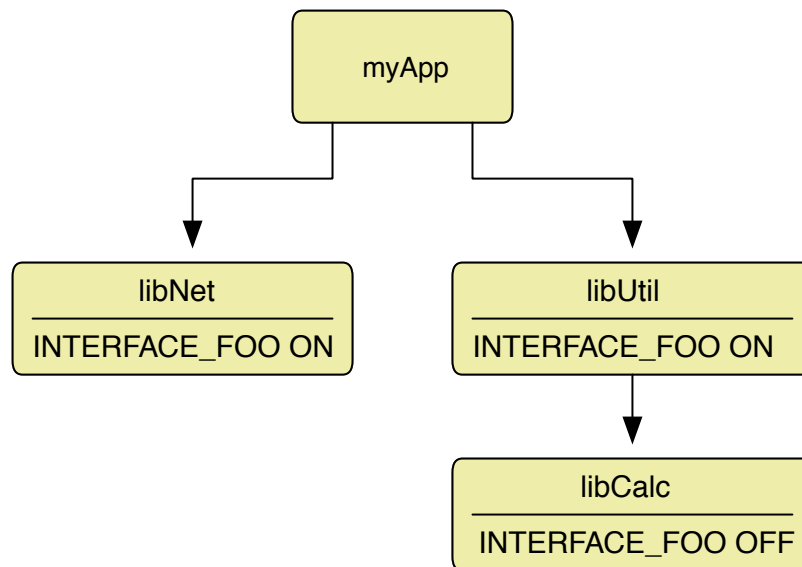 myApp
libNet
INTERFACE_FOO ON
libUtil
INTERFACE_FOO ON
libCalc
INTERFACE_FOO OFF